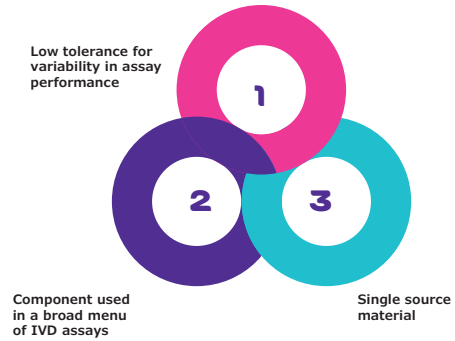 Low tolerance for
variability in assay
performance
1
2
3
Component used
in a broad menu
of IVD assays
Single source
material